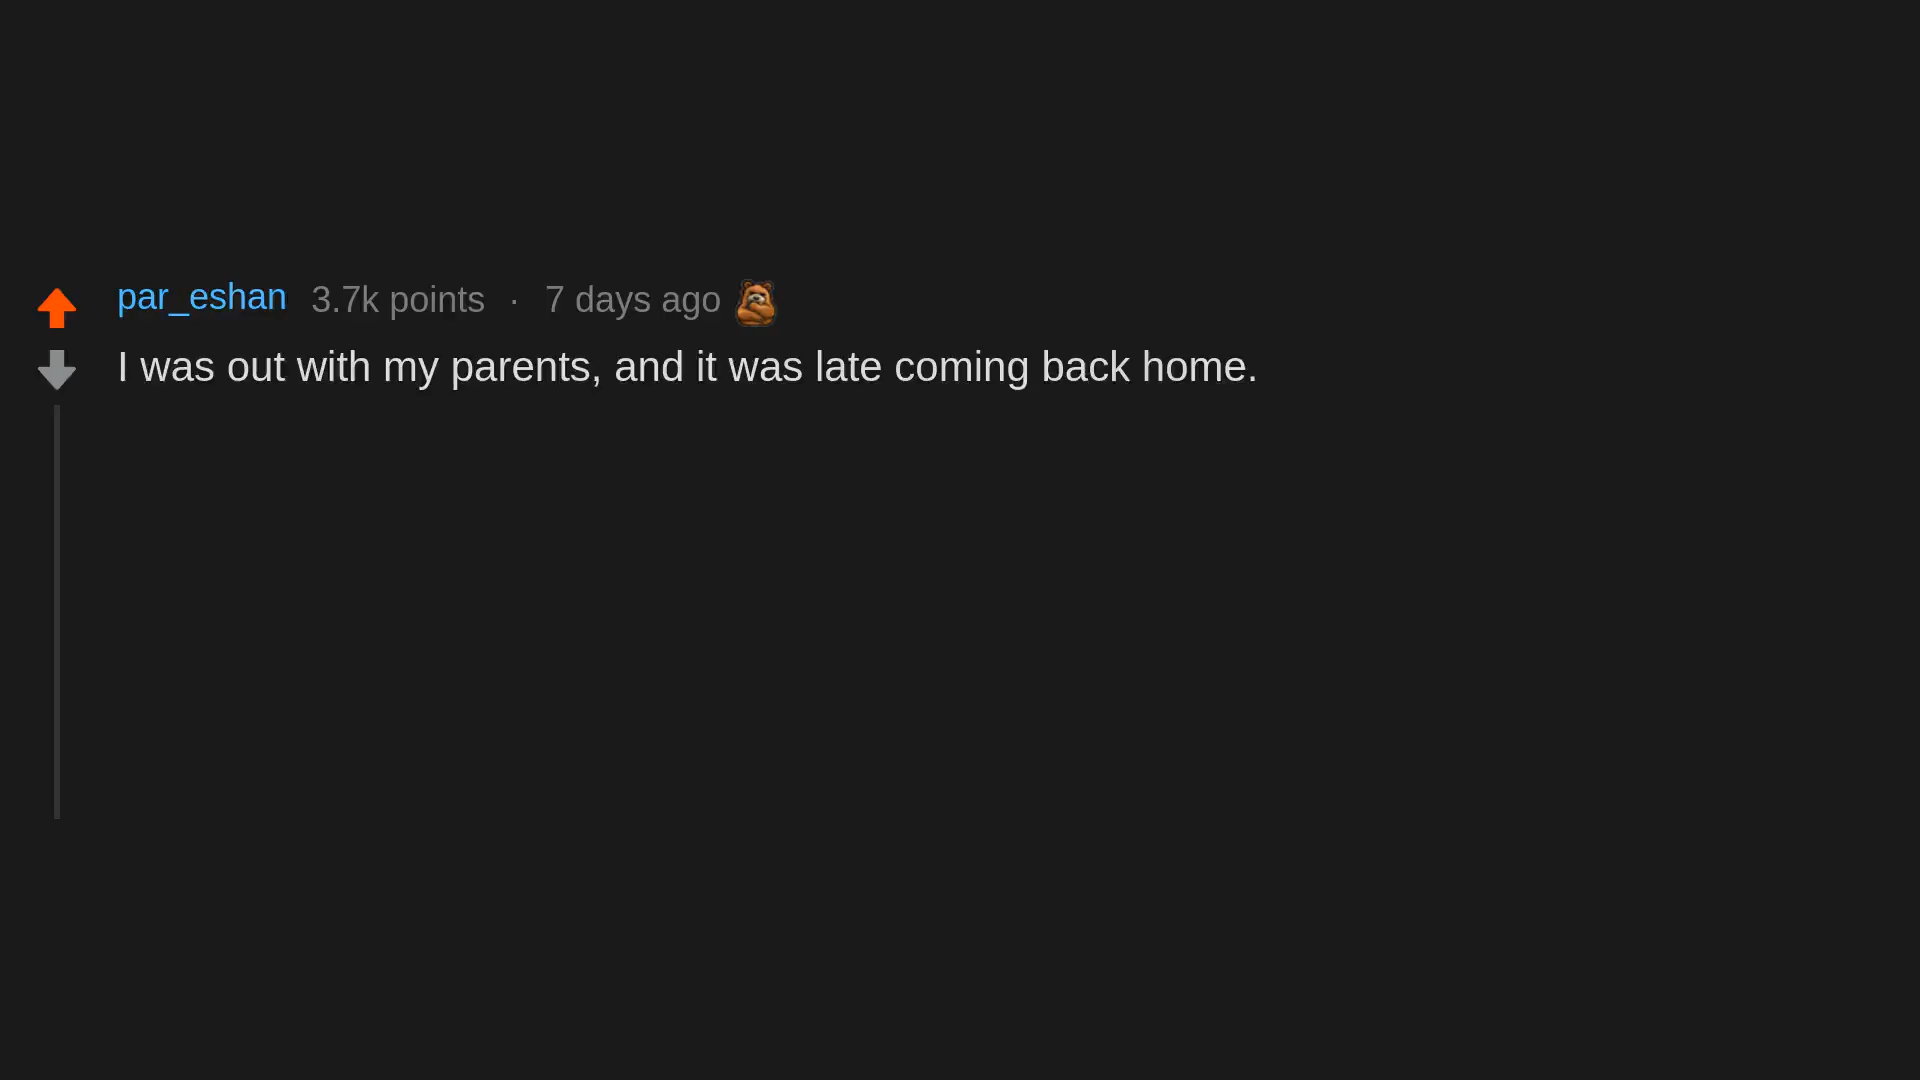 par_eshan 3.7k points · 7 days ago
I was out with my parents, and it was late coming back home.